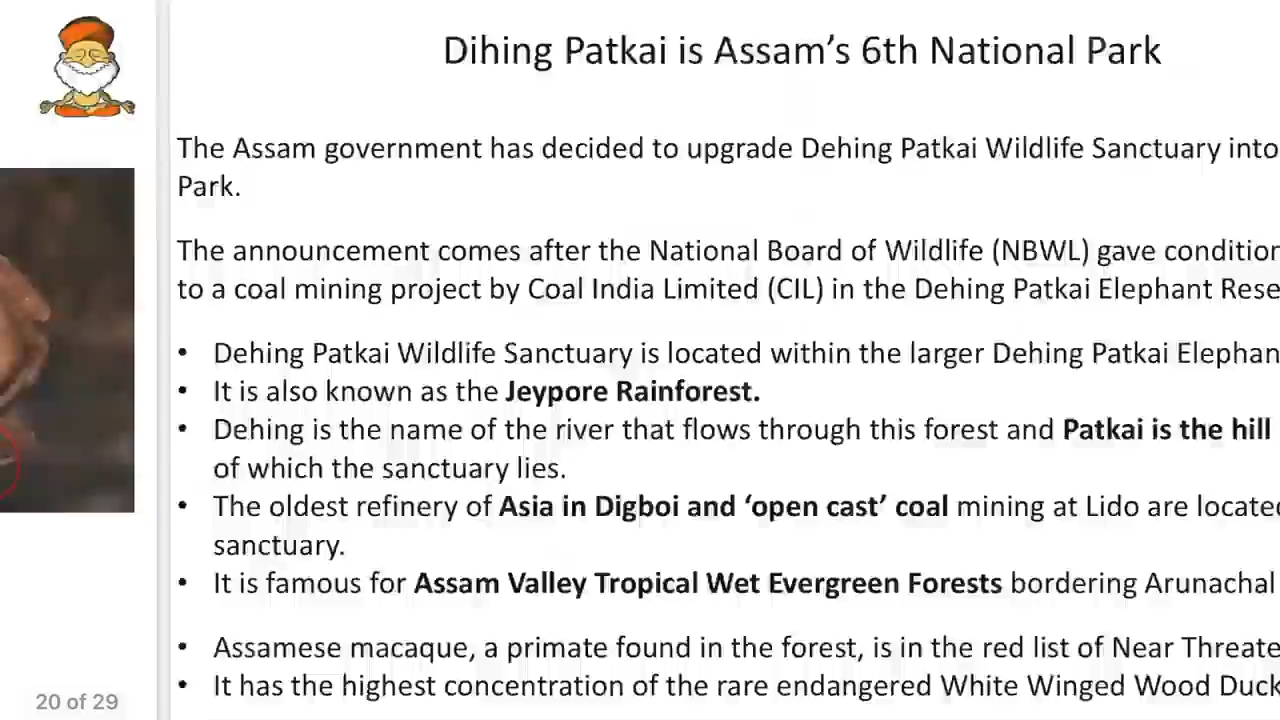 Dihing Patkai is Assam’s 6th National Park
The Assam government has decided to upgrade Dehing Patkai Wildlife Sanctuary into
Park.
The announcement comes after the National Board of Wildlife (NBWL) gave condition
to a coal mining project by Coal India Limited (CIL) in the Dehing Patkai Elephant Rese
• Dehing Patkai Wildlife Sanctuary is located within the larger Dehing Patkai Elephan
• It is also known as the Jeypore Rainforest.
• Dehing is the name of the river that flows through this forest and Patkai is the hill
of which the sanctuary lies.
• The oldest refinery of Asia in Digboi and ‘open cast’ coal mining at Lido are located
sanctuary.
• It is famous for Assam Valley Tropical Wet Evergreen Forests bordering Arunachal
• Assamese macaque, a primate found in the forest, is in the red list of Near Threate
• It has the highest concentration of the rare endangered White Winged Wood Duck
20 of 29